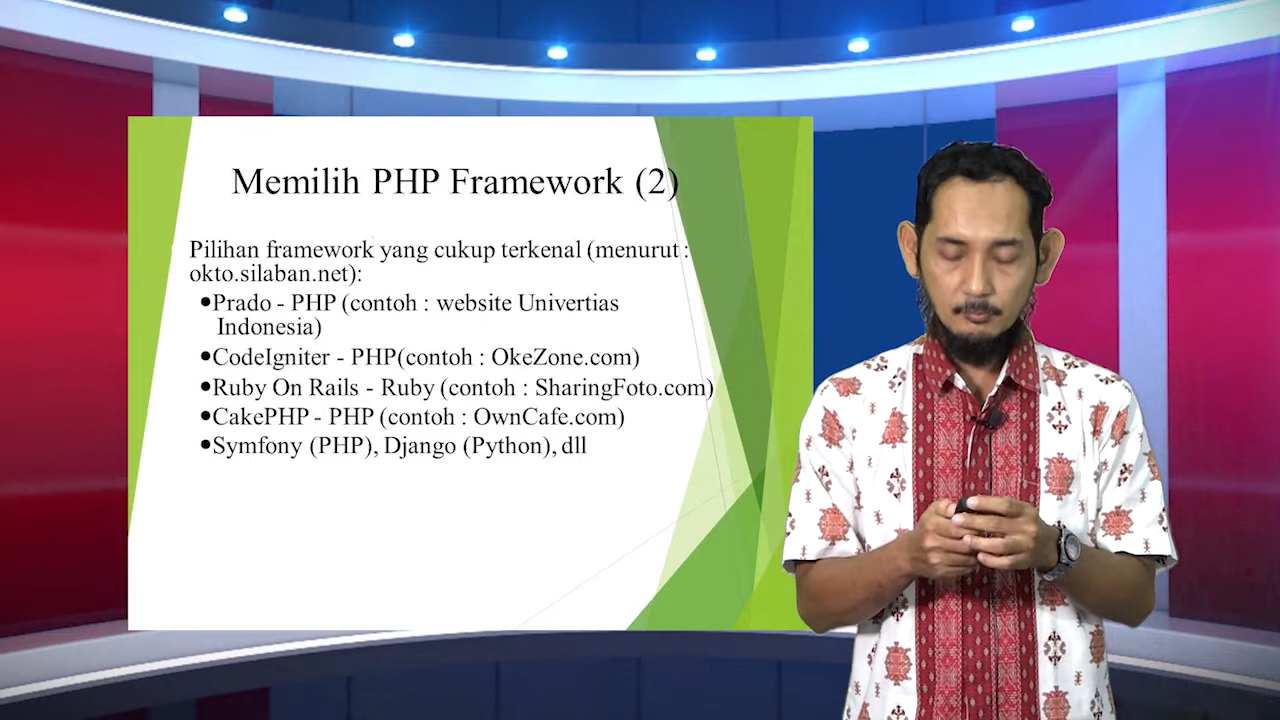 Memilih PHP Framework (2)
Pilihan framework yang cukup terkenal (menurut :
okto.silaban.net):
•Prado - PHP (contoh : website Univertias
Indonesia)
•CodeIgniter - PHP(contoh : OkeZone.com)
•Ruby On Rails - Ruby (contoh : SharingFoto.com)
•CakePHP - PHP (contoh : OwnCafe.com)
•Symfony (PHP), Django (Python), dll